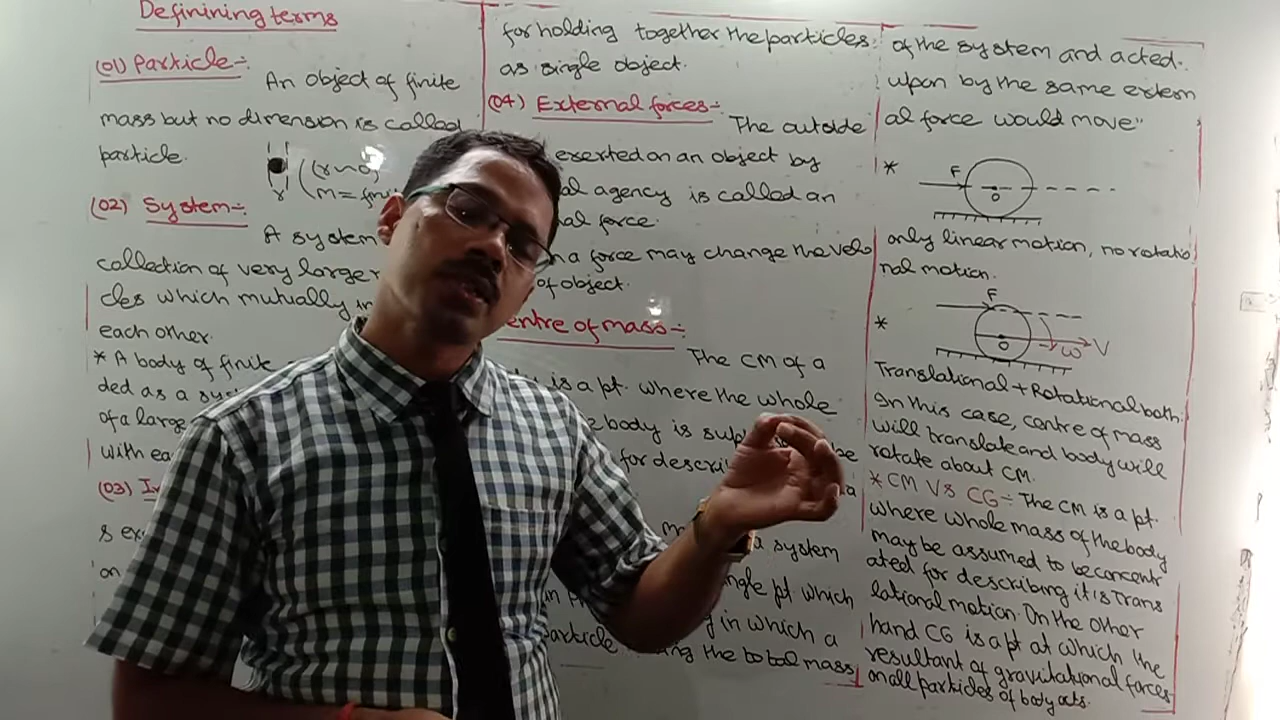 Definining terms
(01) Particle:-
An object of finite
mass but no dimension is called
particle.
(r~0)
(m=
r
(02) System:-
A system
collection of very large
cles which mutually in
each other.
* A body of finite
ded as a sy
of a large
with ea
(03) In
s ex
on
for holding together the particles
as single object.
(04) External forces:-
The outside
exerted on an object by
al agency is called an
al force.
a force may change the velo
of object.
entre of mass:-
The CM of a
is a pt. where the whole
body is sup be
for descri
a
m a system
ngle pt which
in which a
particle the total mass
of the system and acted
upon by the same extern
al force would move"
* F
O
only linear motion, no rotatio
nal motion.
F
*
O ω V
Translational + Rotational both.
In this case, centre of mass
will translate and body will
rotate about CM.
* CM Vs CG:- The CM is a pt.
where whole mass of the body
may be assumed to be concentr
ated for describing it is trans
lational motion. On the other
hand CG is a pt at which the
resultant of gravitational forces
on all particles of body acts.